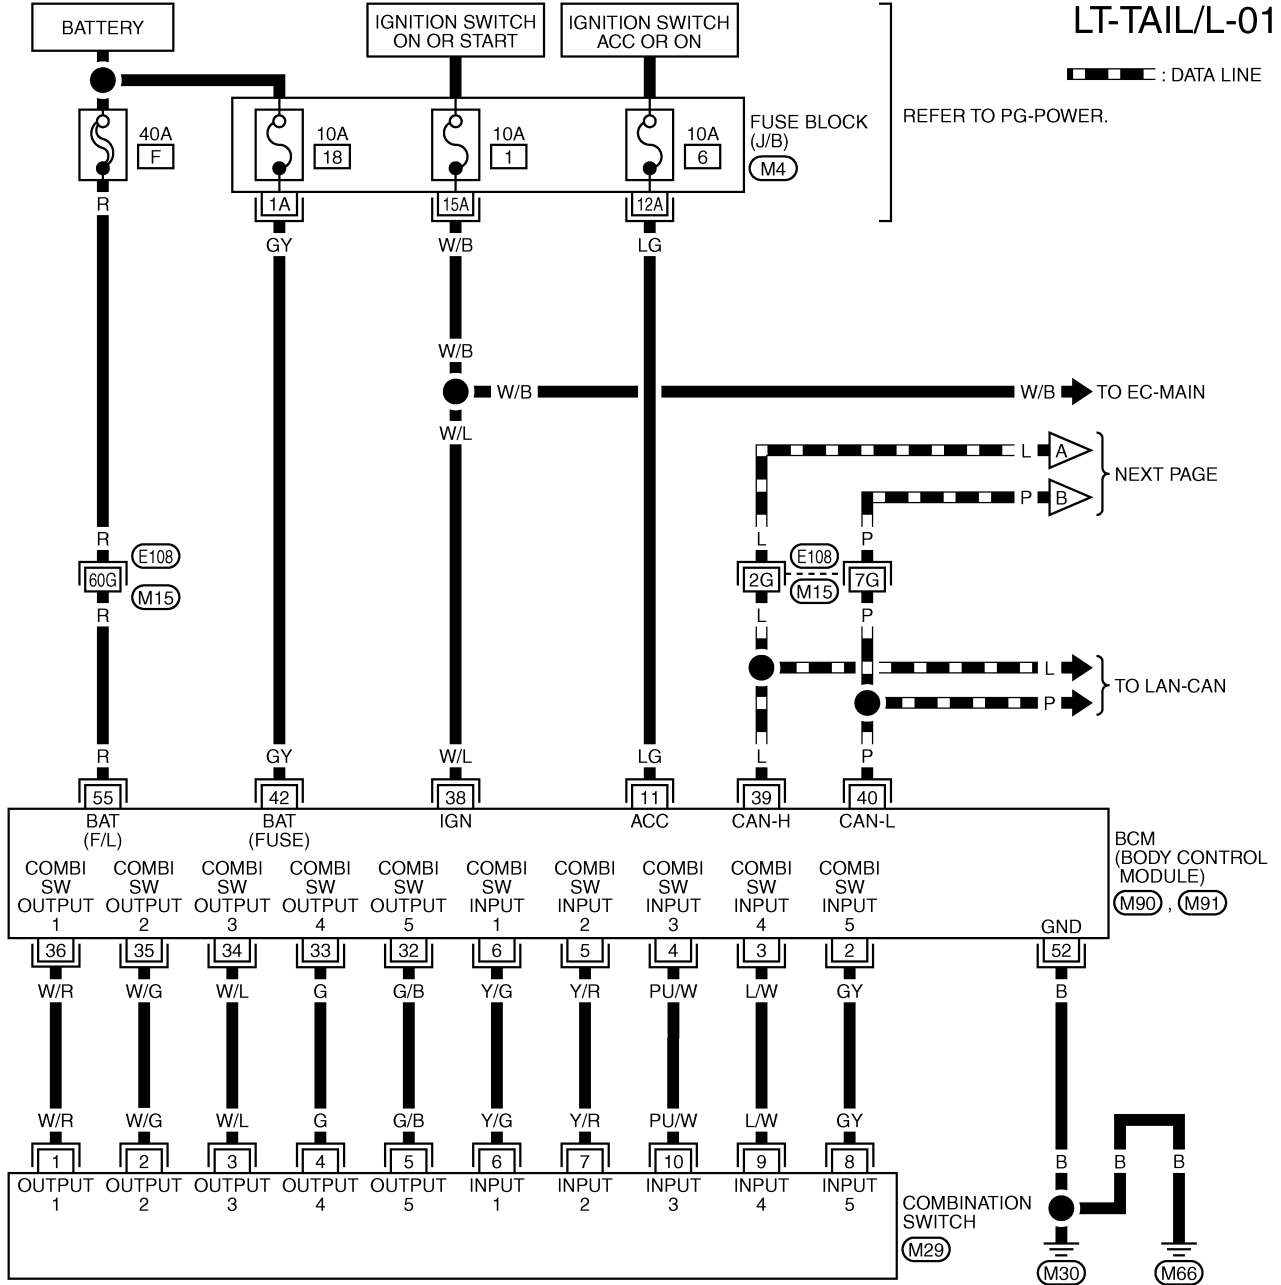 LT-TAIL/L-01
BATTERY
IGNITION SWITCH
ON OR START
IGNITION SWITCH
ACC OR ON
: DATA LINE
REFER TO PG-POWER.
40A
F
10A
18
10A
1
10A
6
FUSE BLOCK
(J/B)
M4
R
1A
15A
12A
GY
W/B
LG
W/B
W/B
W/B
TO EC-MAIN
W/L
L
A
P
B
NEXT PAGE
R
L
P
60G
E108
M15
2G
E108
M15
7G
R
L
P
L
P
TO LAN-CAN
R
GY
W/L
LG
L
P
55
42
38
11
39
40
BAT
(F/L)
BAT
(FUSE)
IGN
ACC
CAN-H
CAN-L
BCM
(BODY CONTROL
MODULE)
M90 , M91
COMBI
SW
OUTPUT
1
COMBI
SW
OUTPUT
2
COMBI
SW
OUTPUT
3
COMBI
SW
OUTPUT
4
COMBI
SW
OUTPUT
5
COMBI
SW
INPUT
1
COMBI
SW
INPUT
2
COMBI
SW
INPUT
3
COMBI
SW
INPUT
4
COMBI
SW
INPUT
5
GND
36
35
34
33
32
6
5
4
3
2
52
W/R
W/G
W/L
G
G/B
Y/G
Y/R
PU/W
L/W
GY
B
W/R
W/G
W/L
G
G/B
Y/G
Y/R
PU/W
L/W
GY
1
2
3
4
5
6
7
10
9
8
B
B
B
OUTPUT
1
OUTPUT
2
OUTPUT
3
OUTPUT
4
OUTPUT
5
INPUT
1
INPUT
2
INPUT
3
INPUT
4
INPUT
5
COMBINATION
SWITCH
M29
M30
M66